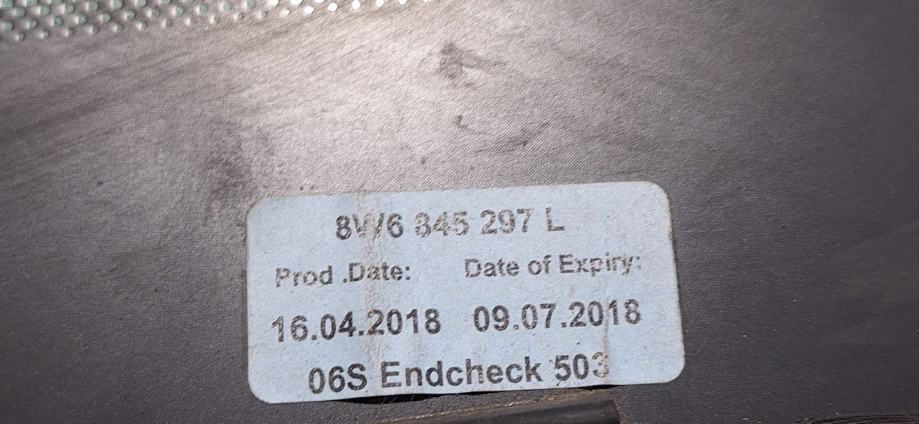 8W6 845 297 L
Prod .Date: Date of Expiry:
16.04.2018 09.07.2018
06S Endcheck 503